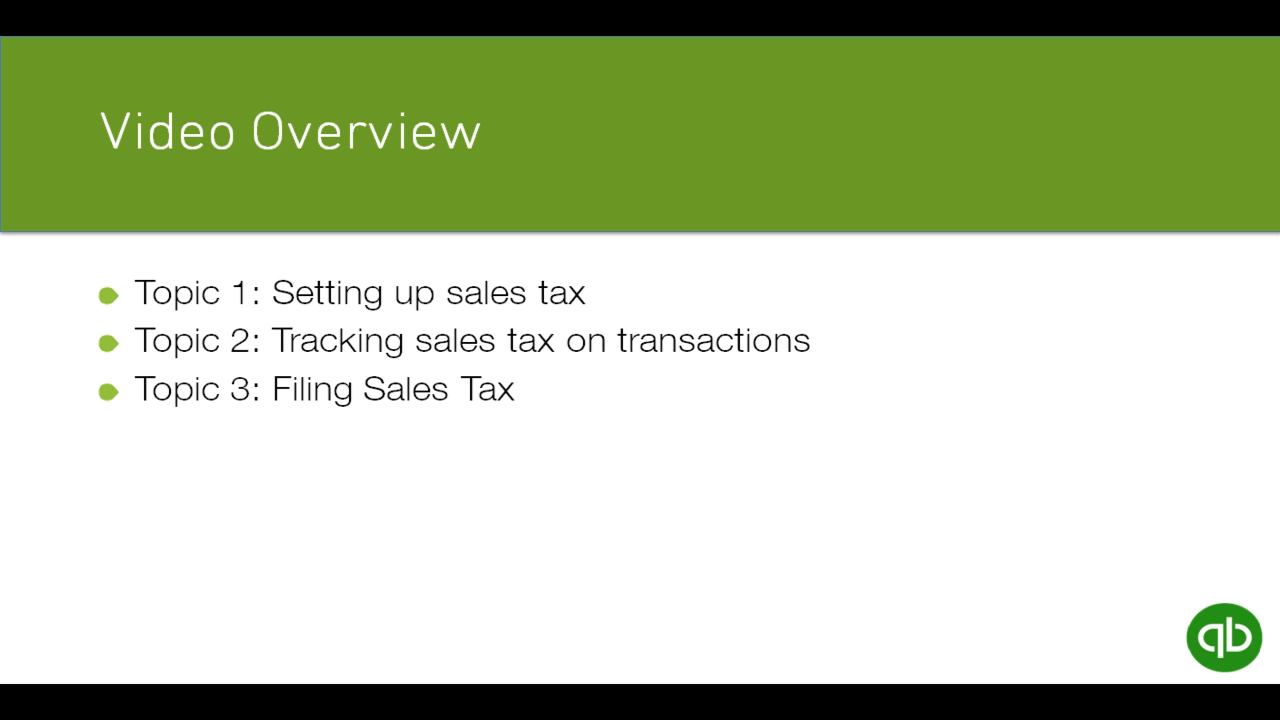 Video Overview
Topic 1: Setting up sales tax
Topic 2: Tracking sales tax on transactions
Topic 3: Filing Sales Tax
qb